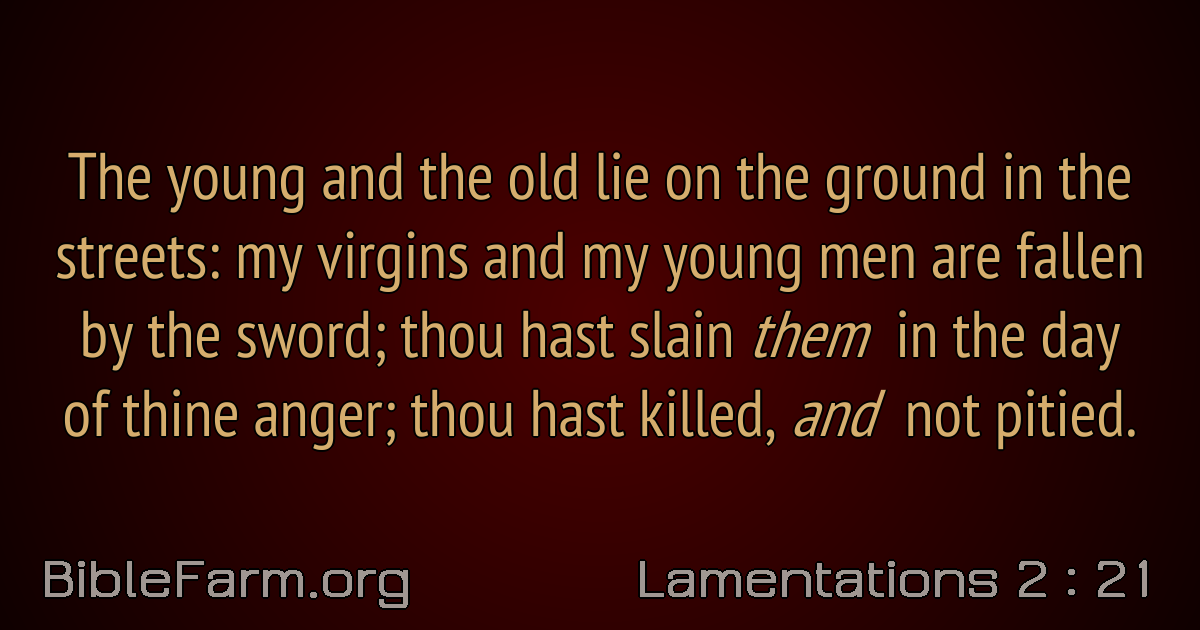 The young and the old lie on the ground in the
streets: my virgins and my young men are fallen
by the sword; thou hast slain them in the day
of thine anger; thou hast killed, and not pitied.
BibleFarm.org
Lamentations 2 : 21